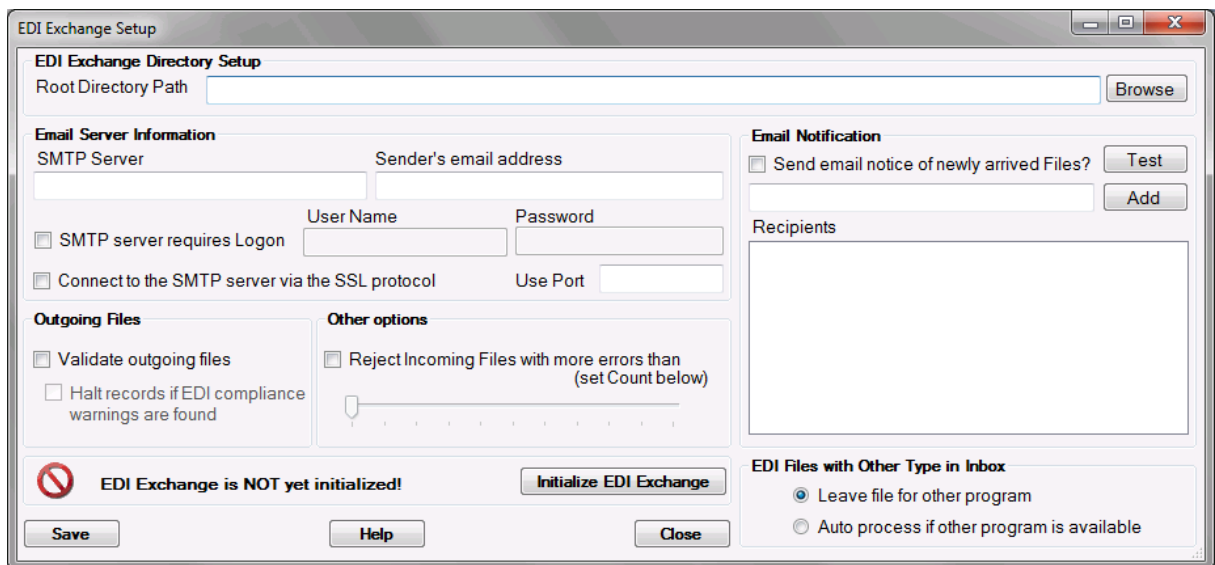 EDI Exchange Setup
EDI Exchange Directory Setup
Root Directory Path
Browse
Email Server Information
SMTP Server
Sender's email address
User Name
Password
SMTP server requires Logon
Connect to the SMTP server via the SSL protocol
Use Port
Email Notification
Send email notice of newly arrived Files?
Test
Add
Recipients
Outgoing Files
Validate outgoing files
Halt records if EDI compliance
warnings are found
Other options
Reject Incoming Files with more errors than
(set Count below)
EDI Exchange is NOT yet initialized!
Initialize EDI Exchange
EDI Files with Other Type in Inbox
Leave file for other program
Auto process if other program is available
Save
Help
Close